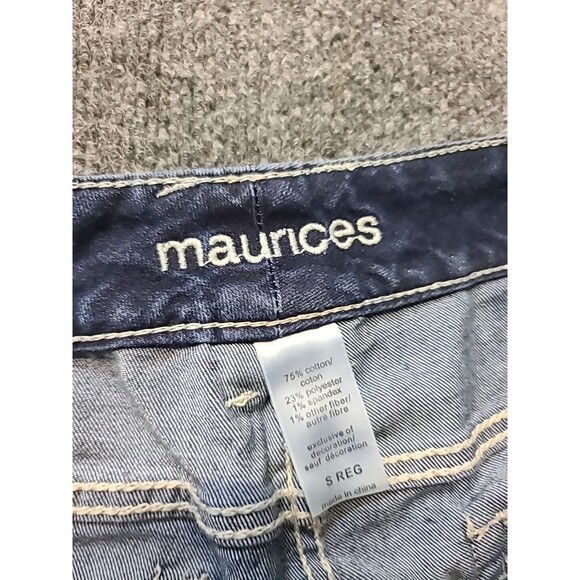 maurices
75% cotton/
coton
23% polyester
1% spandex
1% other fiber/
autre fibre
exclusive of
decoration/
sauf décoration
S REG
made in china